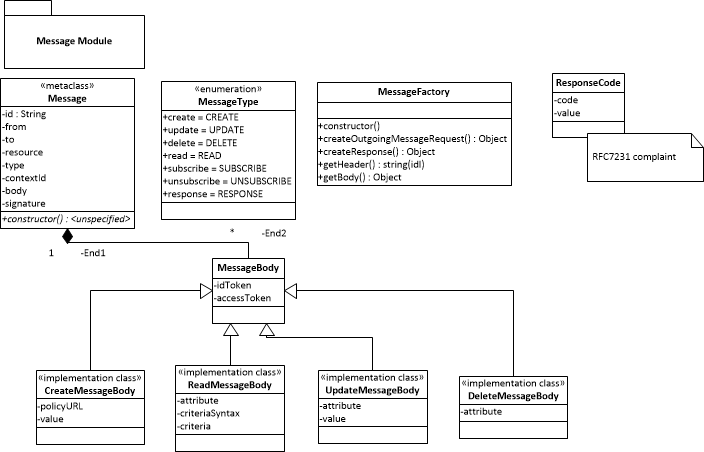 Message Module
«metaclass»
Message
-id : String
-from
-to
-resource
-type
-contextId
-body
-signature
+constructor() : <unspecified>
«enumeration»
MessageType
+create = CREATE
+update = UPDATE
+delete = DELETE
+read = READ
+subscribe = SUBSCRIBE
+unsubscribe = UNSUBSCRIBE
+response = RESPONSE
MessageFactory
+constructor()
+createOutgoingMessageRequest() : Object
+createResponse() : Object
+getHeader() : string(idl)
+getBody() : Object
ResponseCode
-code
-value
RFC7231 complaint
1
-End1
*
-End2
MessageBody
-idToken
-accessToken
«implementation class»
CreateMessageBody
-policyURL
-value
«implementation class»
ReadMessageBody
-attribute
-criteriaSyntax
-criteria
«implementation class»
UpdateMessageBody
-attribute
-value
«implementation class»
DeleteMessageBody
-attribute